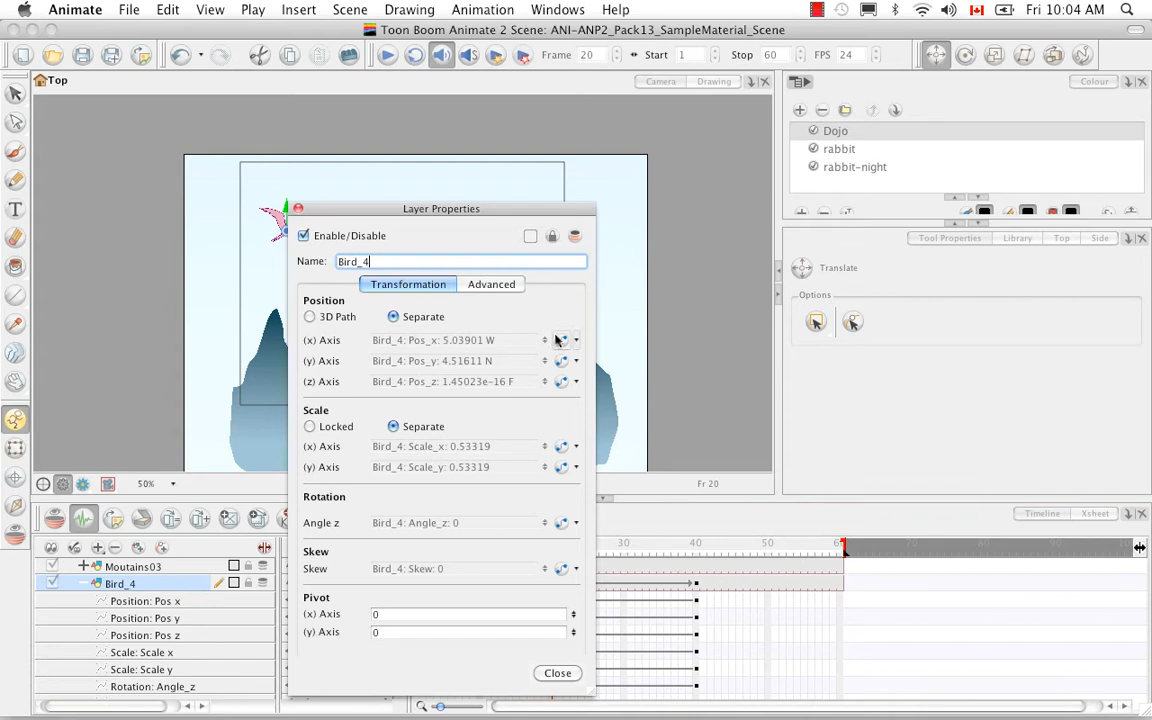 Animate File Edit View Play Insert Scene Drawing Animation Windows Help Fri 10:04 AM
Toon Boom Animate 2 Scene: ANI-ANP2_Pack13_SampleMaterial_Scene
Frame 20 Start 1 Stop 60 FPS 24
Top Camera Drawing Colour
Dojo
rabbit
rabbit-night
Layer Properties
Enable/Disable
Name: Bird_4
Transformation Advanced
Position
3D Path Separate
(x) Axis Bird_4: Pos_x: 5.03901 W
(y) Axis Bird_4: Pos_y: 4.51611 N
(z) Axis Bird_4: Pos_z: 1.45023e-16 F
Scale
Locked Separate
(x) Axis Bird_4: Scale_x: 0.53319
(y) Axis Bird_4: Scale_y: 0.53319
Rotation
Angle z Bird_4: Angle_z: 0
Skew
Skew Bird_4: Skew: 0
Pivot
(x) Axis 0
(y) Axis 0
Close
Tool Properties Library Top Side
Translate
Options
50% Fr 20
Timeline Xsheet
30 40 50 70 80 90 100
Moutains03
Bird_4
Position: Pos x
Position: Pos y
Position: Pos z
Scale: Scale x
Scale: Scale y
Rotation: Angle_z